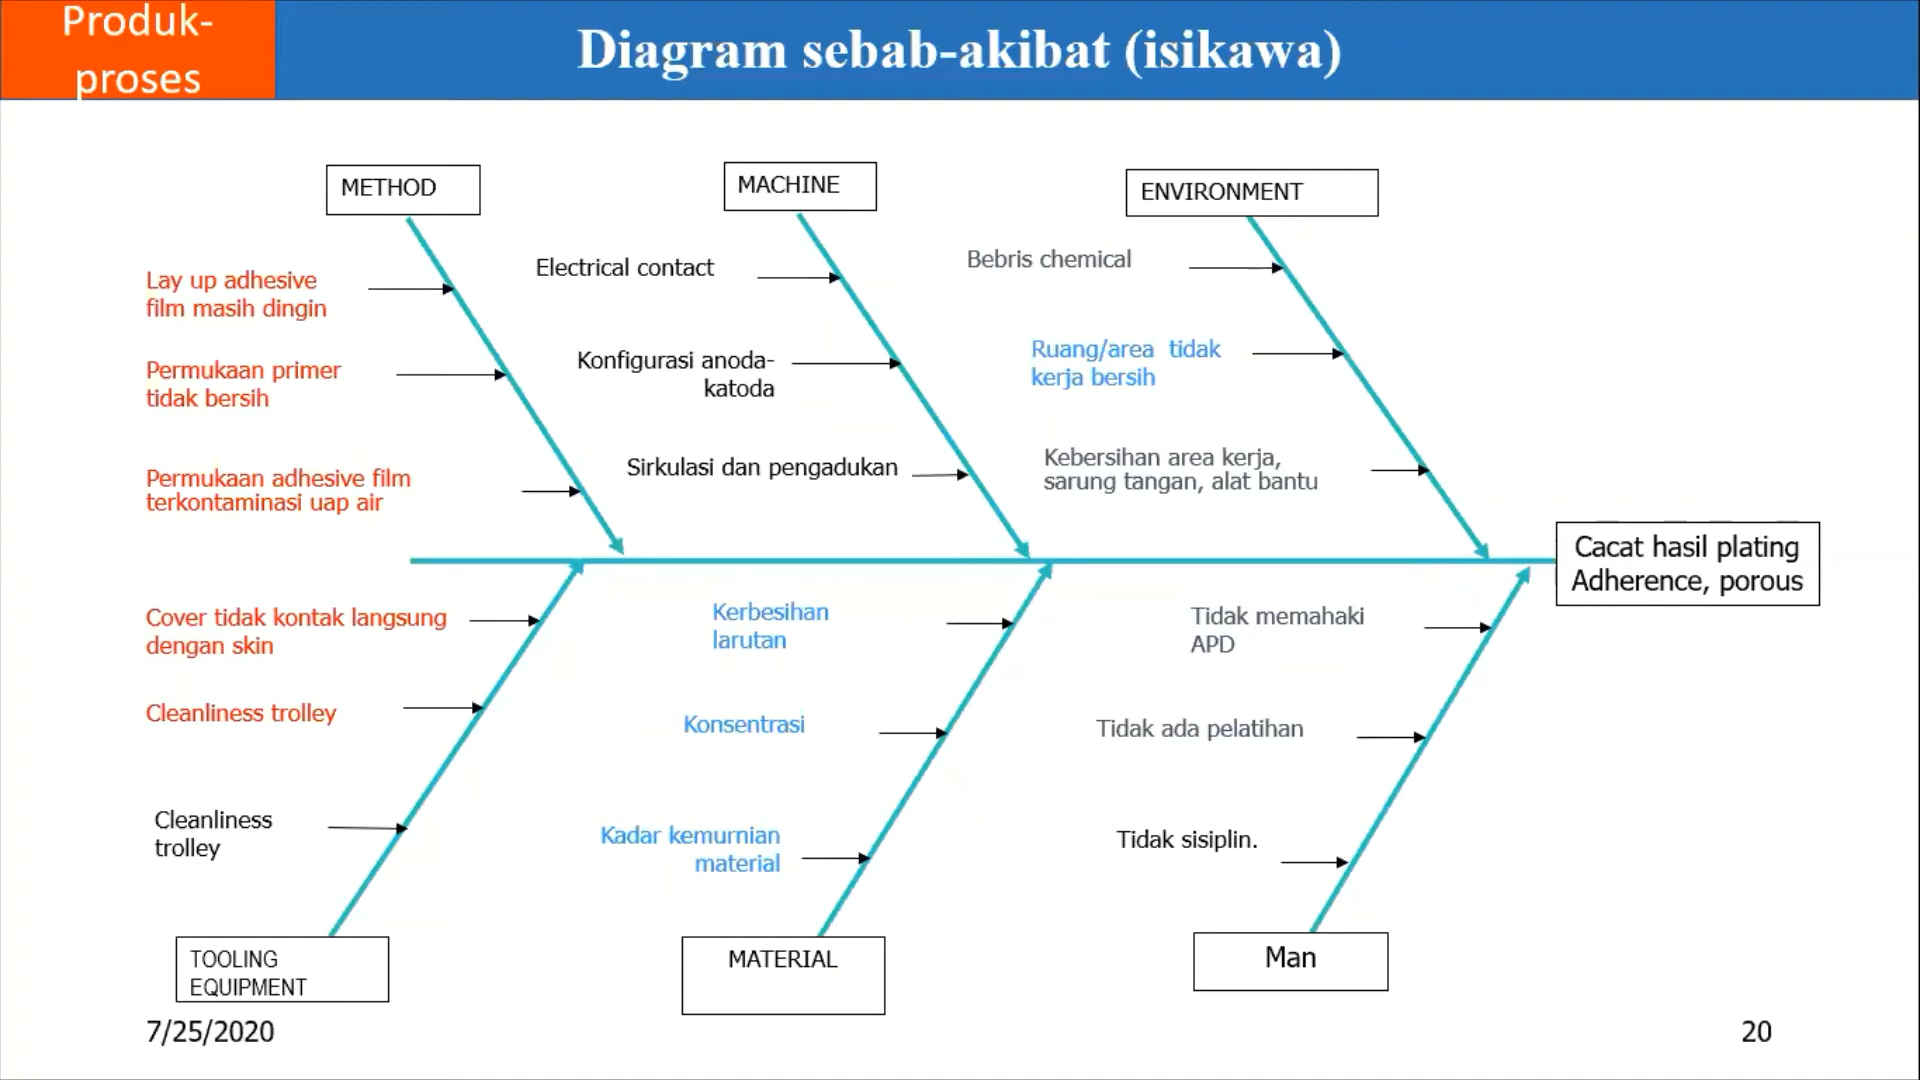 Produk-
proses
Diagram sebab-akibat (isikawa)
METHOD
MACHINE
ENVIRONMENT
Lay up adhesive
film masih dingin
Permukaan primer
tidak bersih
Permukaan adhesive film
terkontaminasi uap air
Electrical contact
Konfigurasi anoda-
katoda
Sirkulasi dan pengadukan
Bebris chemical
Ruang/area  tidak
kerja bersih
Kebersihan area kerja,
sarung tangan, alat bantu
Cacat hasil plating
Adherence, porous
Cover tidak kontak langsung
dengan skin
Cleanliness trolley
Cleanliness
trolley
Kerbesihan
larutan
Konsentrasi
Kadar kemurnian
material
Tidak memahaki
APD
Tidak ada pelatihan
Tidak sisiplin.
TOOLING
EQUIPMENT
MATERIAL
Man
7/25/2020
20